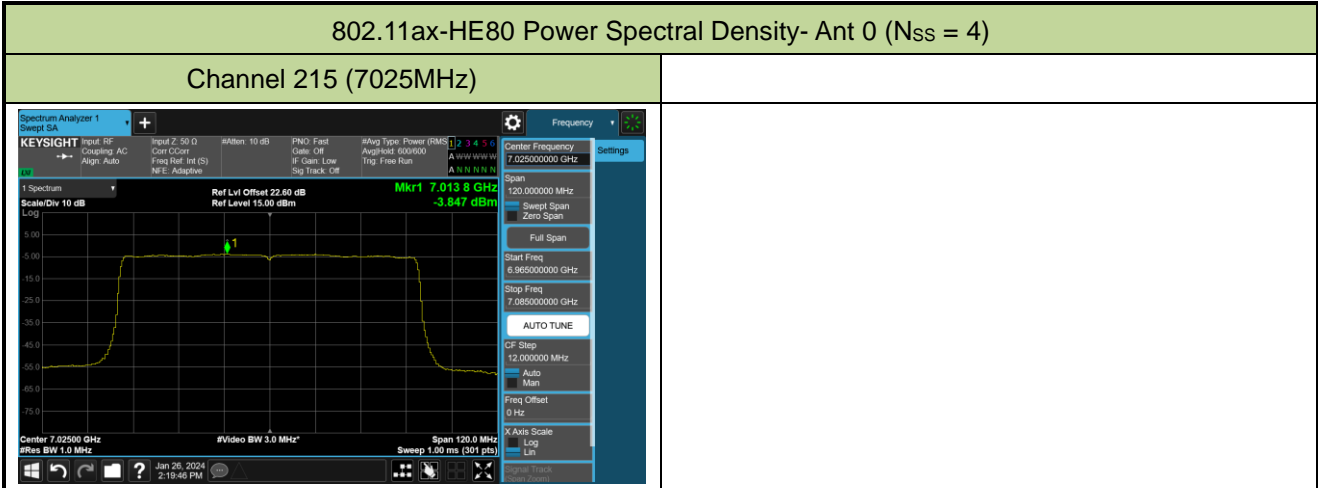 802.11ax-HE80 Power Spectral Density- Ant 0 (NSS = 4)
Channel 215 (7025MHz)
Spectrum Analyzer 1
Swept SA
+
Frequency
KEYSIGHT
Input: RF
Coupling: AC
Align: Auto
Input Z: 50 Ω
Corr CCorr
Freq Ref: Int (S)
NFE: Adaptive
#Atten: 10 dB
PNO: Fast
Gate: Off
IF Gain: Low
Sig Track: Off
#Avg Type: Power (RMS
Avg|Hold: 600/600
Trig: Free Run
1 2 3 4 5 6
A W W W W W
A N N N N N
1 Spectrum
Scale/Div 10 dB
Log
Ref Lvl Offset 22.60 dB
Ref Level 15.00 dBm
Mkr1 7.013 8 GHz
-3.847 dBm
5.00
-5.00
-15.0
-25.0
-35.0
-45.0
-55.0
-65.0
-75.0
1
Center 7.02500 GHz
#Res BW 1.0 MHz
#Video BW 3.0 MHz*
Span 120.0 MHz
Sweep 1.00 ms (301 pts)
Center Frequency
7.025000000 GHz
Settings
Span
120.000000 MHz
Swept Span
Zero Span
Full Span
Start Freq
6.965000000 GHz
Stop Freq
7.085000000 GHz
AUTO TUNE
CF Step
12.000000 MHz
Auto
Man
Freq Offset
0 Hz
X Axis Scale
Log
Lin
Signal Track
(Span Zoom)
?
Jan 26, 2024
2:19:46 PM